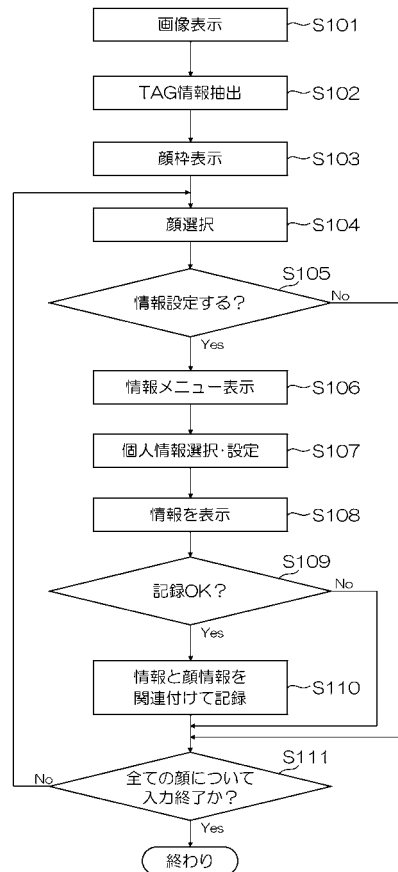 画像表示 S101
TAG情報抽出 S102
顔枠表示 S103
顔選択 S104
S105
情報設定する？ No
Yes
情報メニュー表示 S106
個人情報選択・設定 S107
情報を表示 S108
S109
記録OK？ No
Yes
情報と顔情報を
関連付けて記録 S110
S111
全ての顔について
入力終了か？
No
Yes
終わり